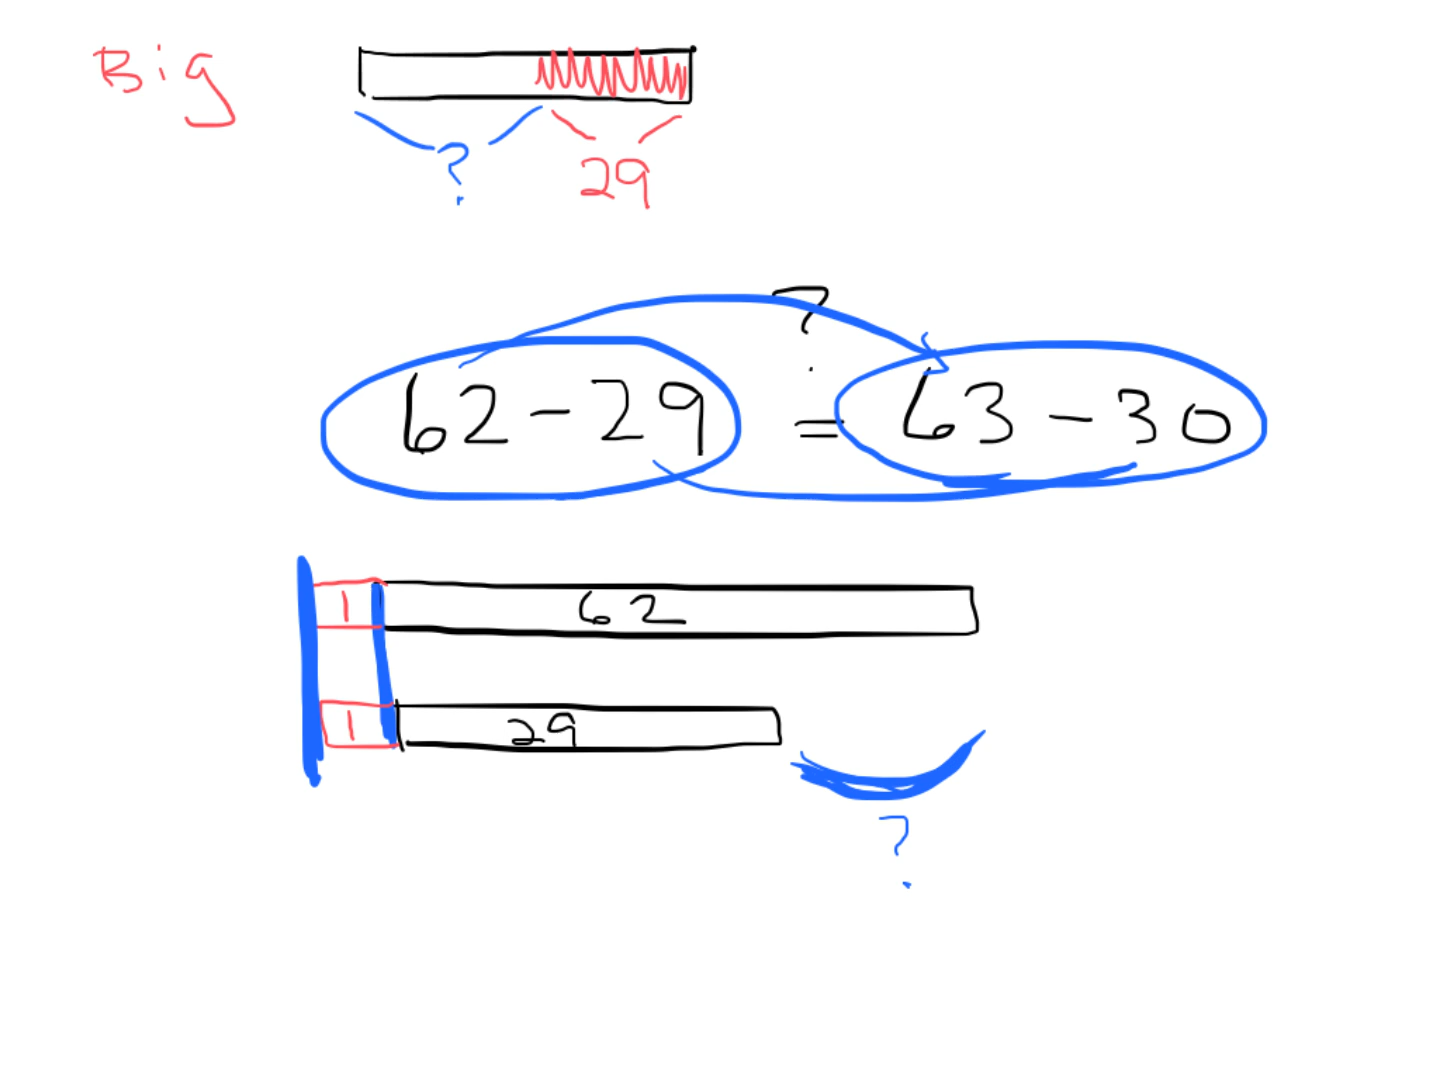 Big
? 29
?
62 - 29 = 63 - 30
1 62
1 29
?